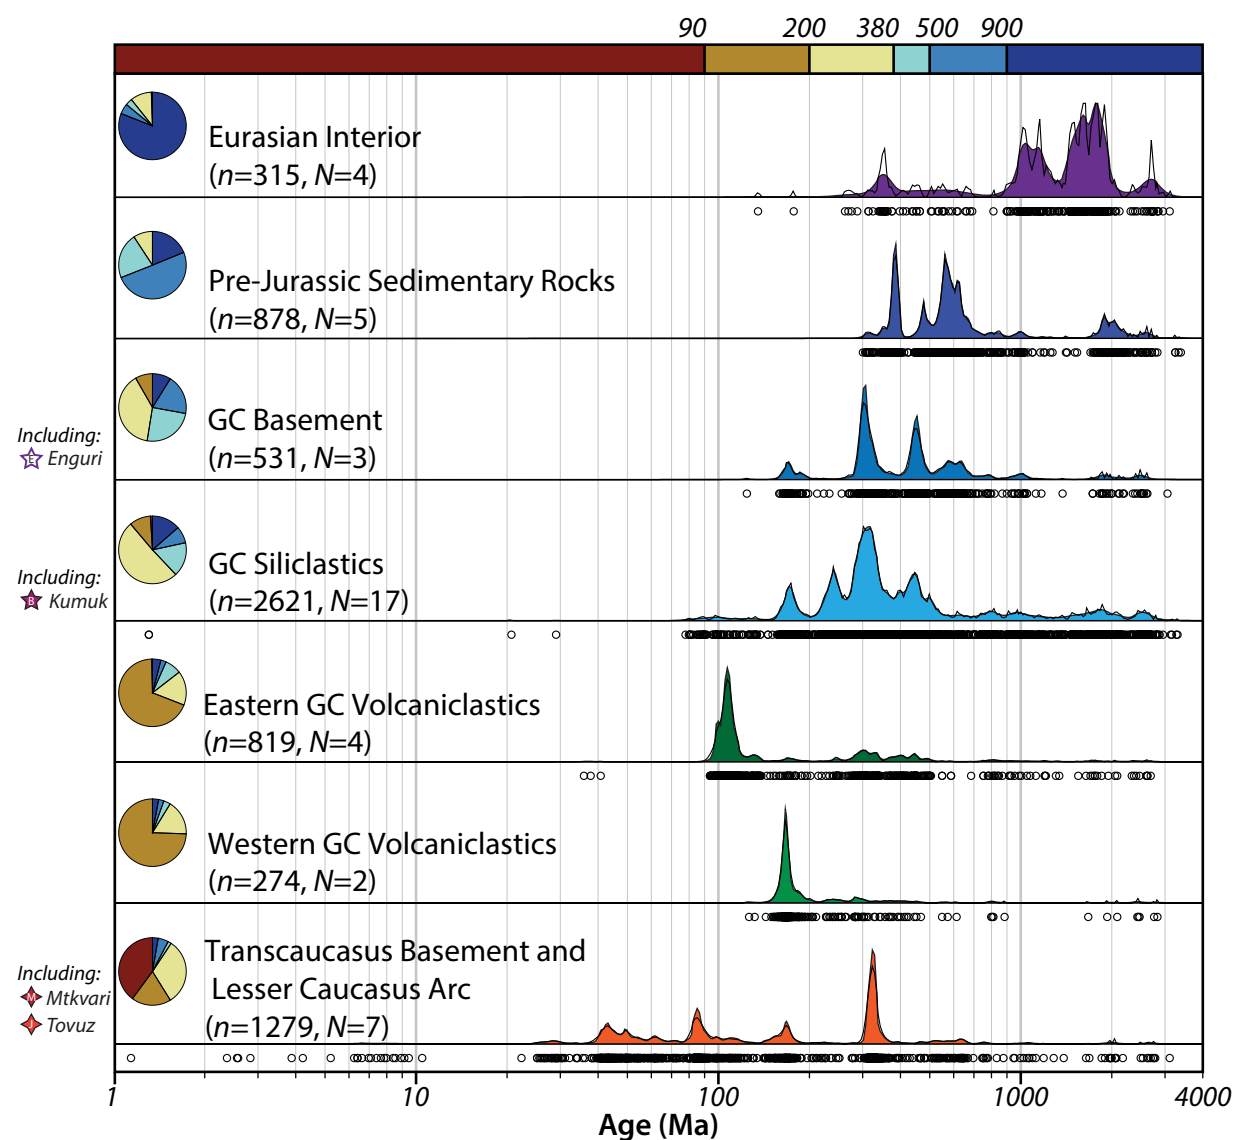 90 200 380 500 900
Eurasian Interior
(n=315, N=4)
Pre-Jurassic Sedimentary Rocks
(n=878, N=5)
GC Basement
(n=531, N=3)
Including:
E Enguri
GC Siliclastics
(n=2621, N=17)
Including:
B Kumuk
Eastern GC Volcaniclastics
(n=819, N=4)
Western GC Volcaniclastics
(n=274, N=2)
Transcaucasus Basement and
Lesser Caucasus Arc
(n=1279, N=7)
Including:
M Mtkvari
J Tovuz
1 10 100 1000 4000
Age (Ma)